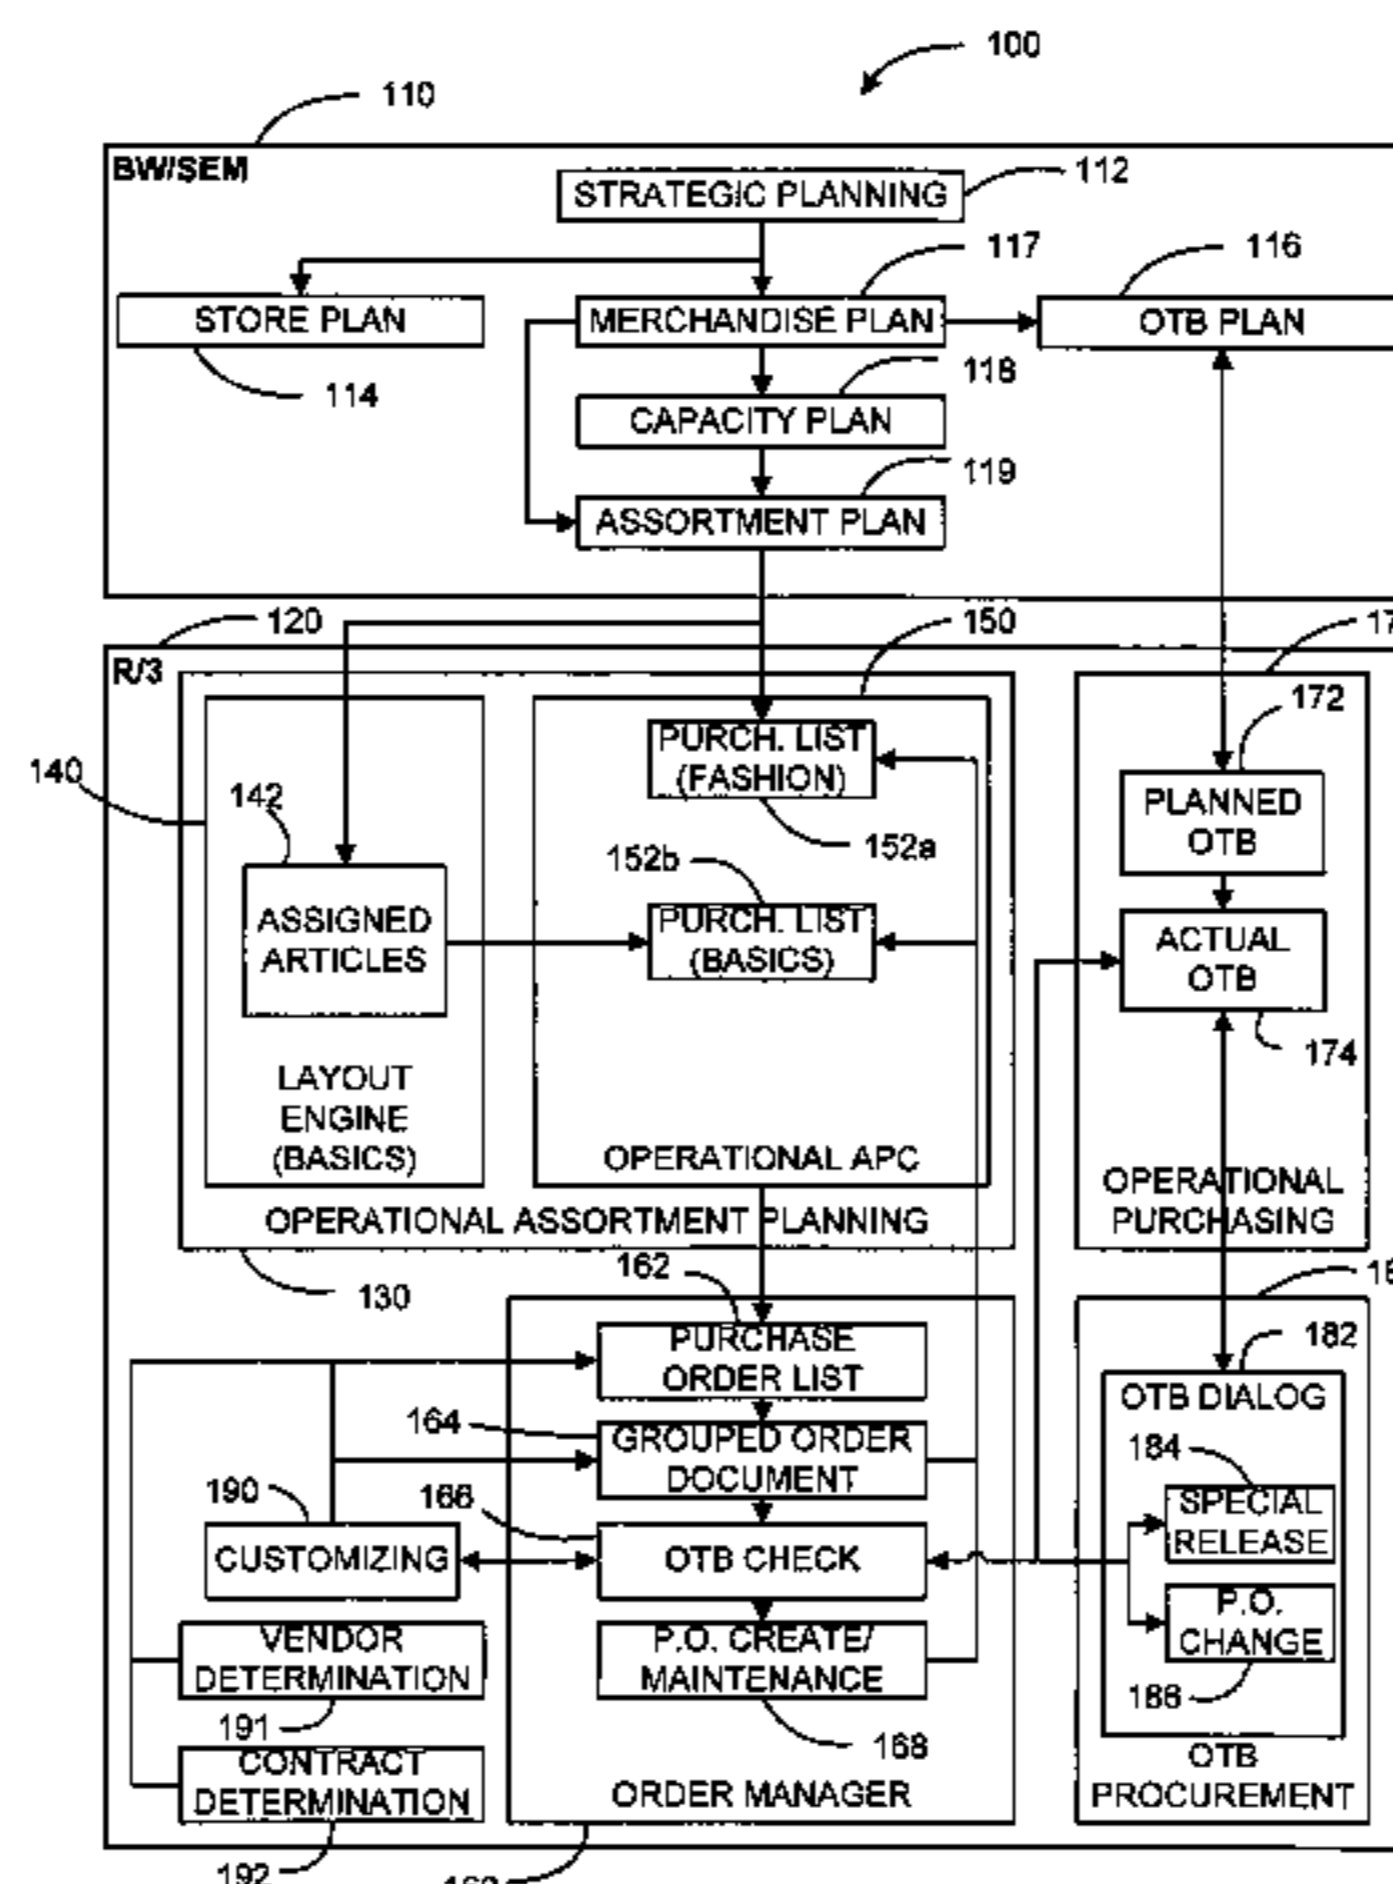 100
110
BW/SEM
STRATEGIC PLANNING
112
117
116
STORE PLAN
MERCHANDISE PLAN
OTB PLAN
114
118
CAPACITY PLAN
119
ASSORTMENT PLAN
120
150
R/3
172
PURCH. LIST
(FASHION)
140
142
152a
152b
PLANNED
OTB
ASSIGNED
ARTICLES
PURCH. LIST
(BASICS)
ACTUAL
OTB
174
LAYOUT
ENGINE
(BASICS)
OPERATIONAL APC
OPERATIONAL
PURCHASING
OPERATIONAL ASSORTMENT PLANNING
130
162
PURCHASE
ORDER LIST
182
OTB DIALOG
164
GROUPED ORDER
DOCUMENT
184
SPECIAL
RELEASE
190
166
CUSTOMIZING
OTB CHECK
P.O.
CHANGE
186
VENDOR
DETERMINATION
191
P.O. CREATE/
MAINTENANCE
168
CONTRACT
DETERMINATION
192
ORDER MANAGER
OTB
PROCUREMENT